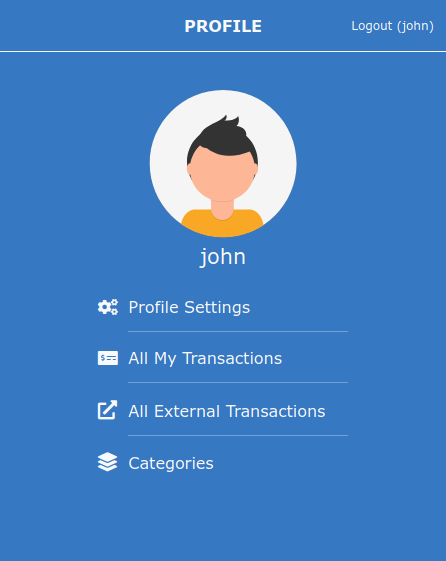 PROFILE
Logout (john)
john
Profile Settings
All My Transactions
All External Transactions
Categories